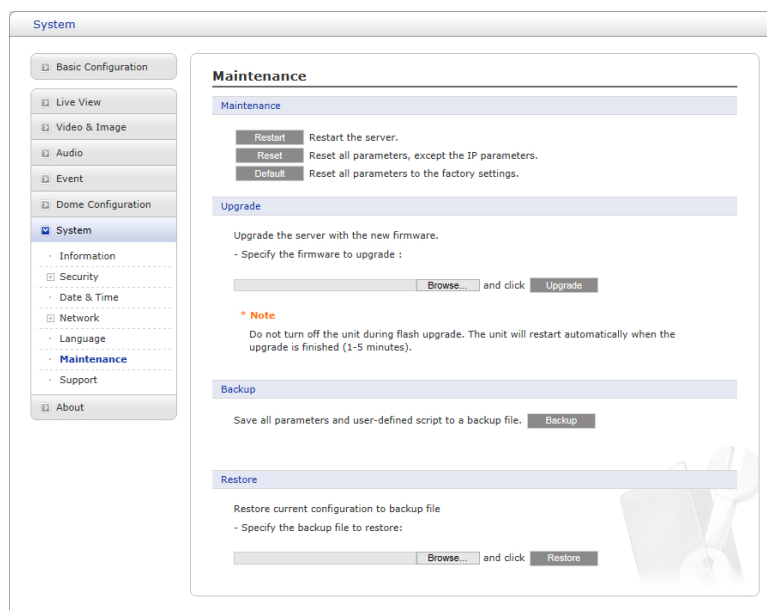 System
Basic Configuration
Live View
Video & Image
Audio
Event
Dome Configuration
System
· Information
Security
· Date & Time
Network
· Language
· Maintenance
· Support
About
Maintenance
Maintenance
Restart Restart the server.
Reset Reset all parameters, except the IP parameters.
Default Reset all parameters to the factory settings.
Upgrade
Upgrade the server with the new firmware.
- Specify the firmware to upgrade :
Browse... and click Upgrade
* Note
Do not turn off the unit during flash upgrade. The unit will restart automatically when the
upgrade is finished (1-5 minutes).
Backup
Save all parameters and user-defined script to a backup file. Backup
Restore
Restore current configuration to backup file
- Specify the backup file to restore:
Browse... and click Restore